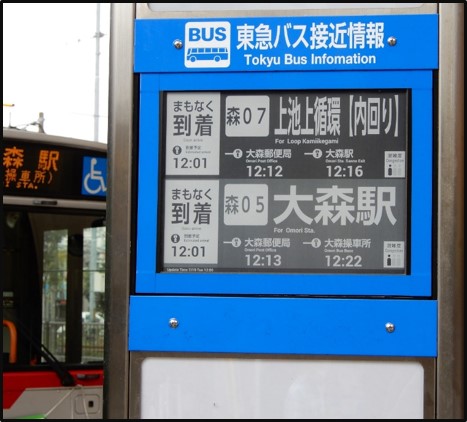 BUS 東急バス接近情報
Tokyu Bus Infomation
まもなく
到着
12:01
森07 上池上循環【内回り】
For Loop Kamiikegami
大森郵便局 大森駅
12:12 12:16
まもなく
到着
12:01
森05 大森駅
For Omori Sta.
大森郵便局 大森操車所
12:13 12:22
森 駅
操車所)
STA.